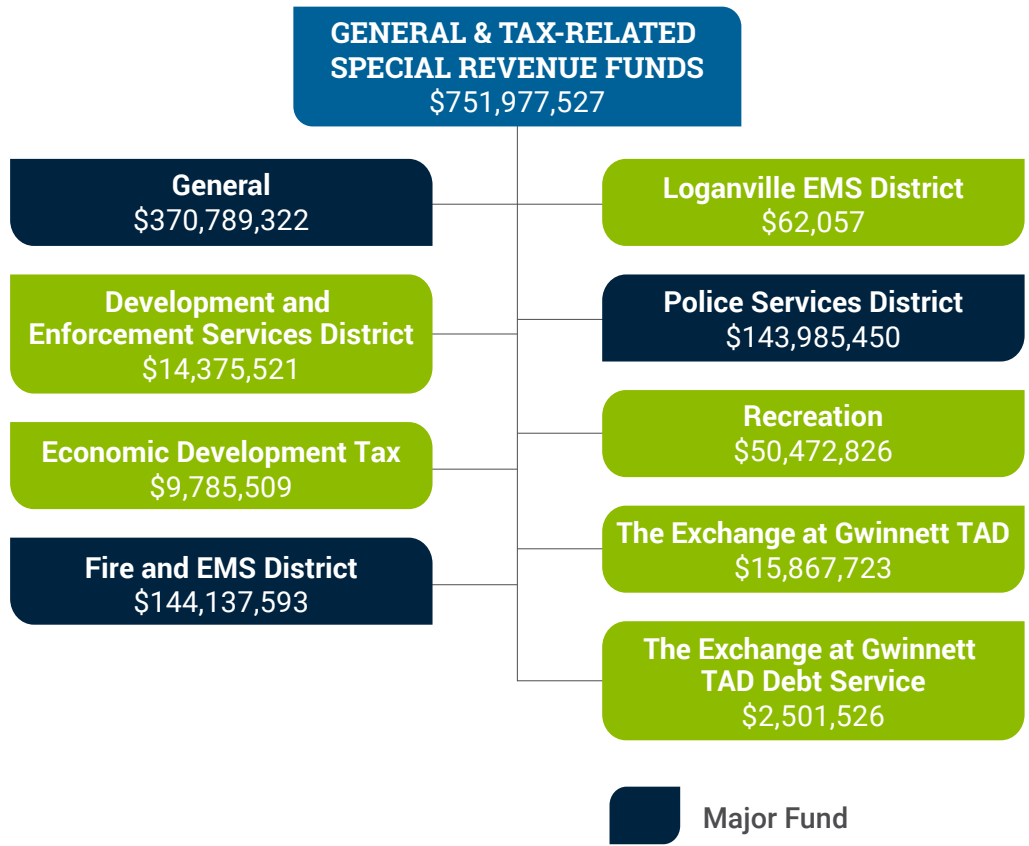 GENERAL & TAX-RELATED
SPECIAL REVENUE FUNDS
$751,977,527
General
$370,789,322
Development and
Enforcement Services District
$14,375,521
Economic Development Tax
$9,785,509
Fire and EMS District
$144,137,593
Loganville EMS District
$62,057
Police Services District
$143,985,450
Recreation
$50,472,826
The Exchange at Gwinnett TAD
$15,867,723
The Exchange at Gwinnett
TAD Debt Service
$2,501,526
Major Fund